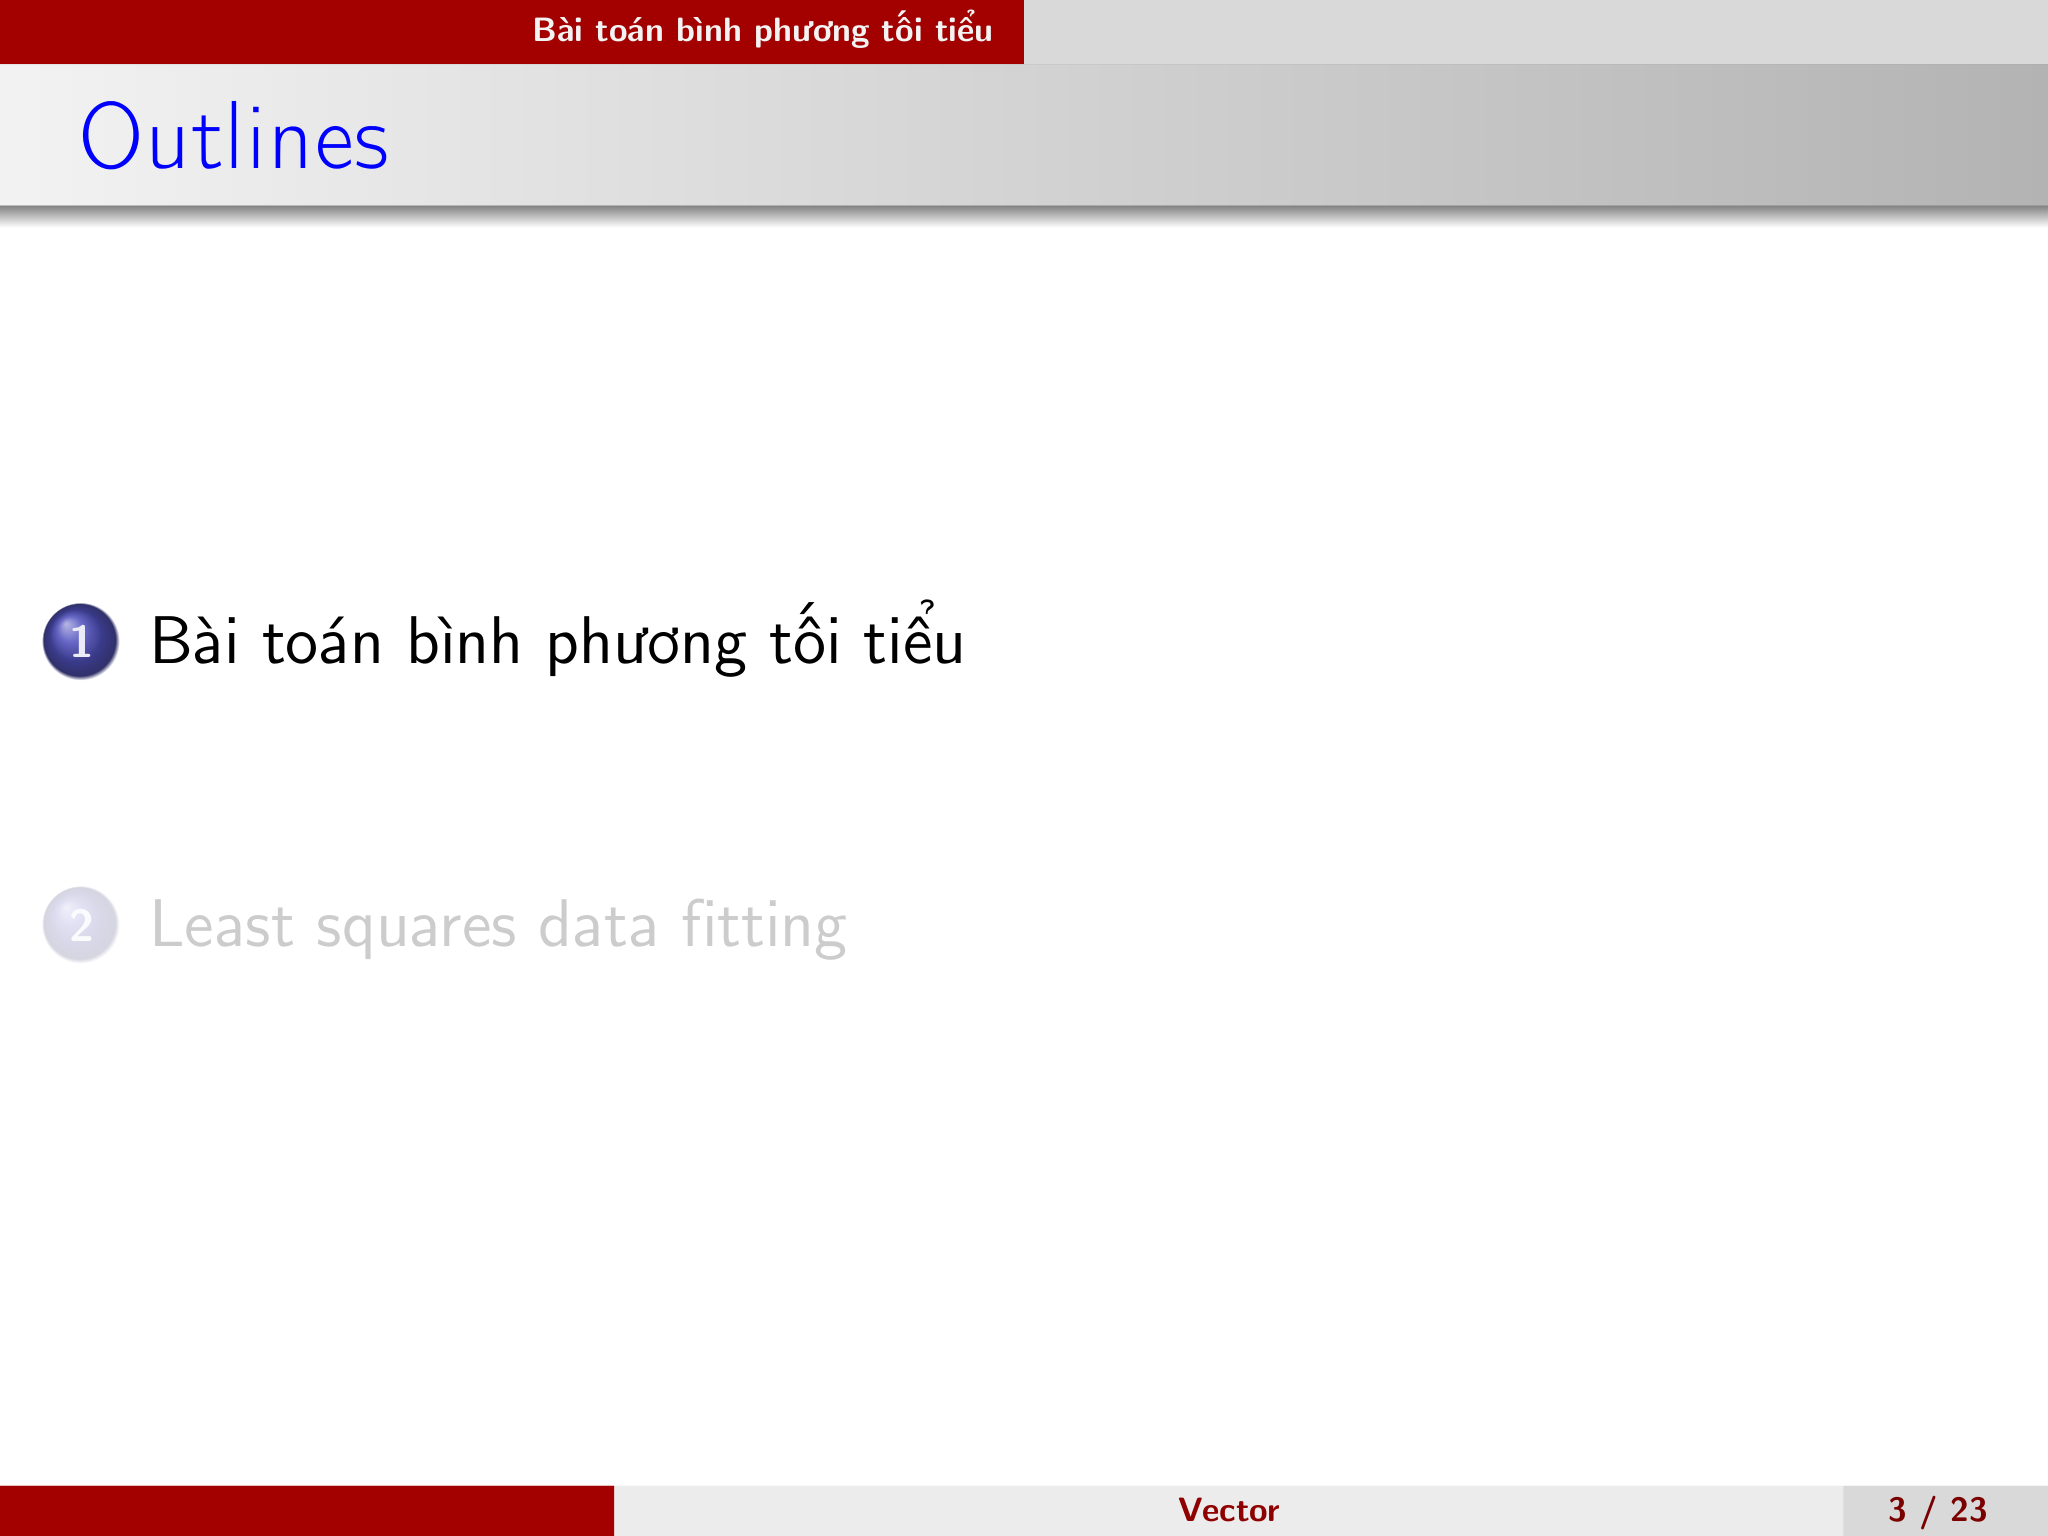 Bài toán bình phương tối tiểu
Outlines
1 Bài toán bình phương tối tiểu
2 Least squares data fitting
Vector
3 / 23